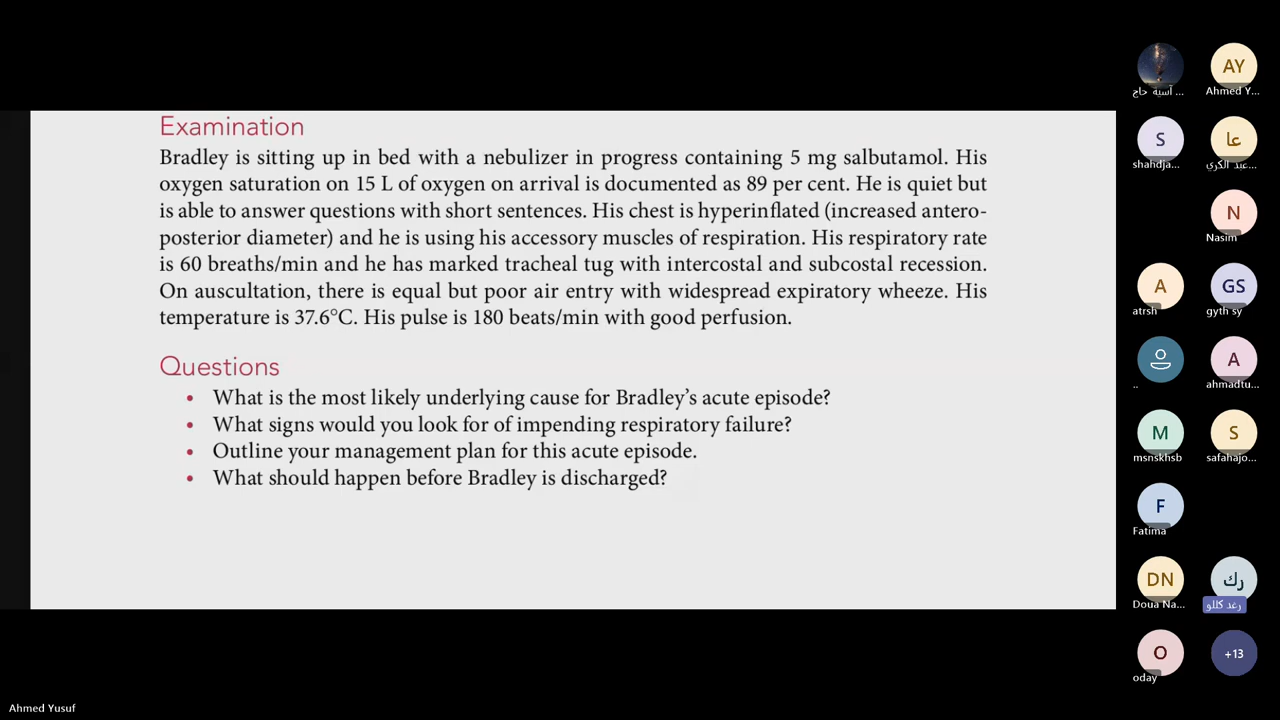 Examination
Bradley is sitting up in bed with a nebulizer in progress containing 5 mg salbutamol. His
oxygen saturation on 15 L of oxygen on arrival is documented as 89 per cent. He is quiet but
is able to answer questions with short sentences. His chest is hyperinflated (increased antero-
posterior diameter) and he is using his accessory muscles of respiration. His respiratory rate
is 60 breaths/min and he has marked tracheal tug with intercostal and subcostal recession.
On auscultation, there is equal but poor air entry with widespread expiratory wheeze. His
temperature is 37.6°C. His pulse is 180 beats/min with good perfusion.
Questions
• What is the most likely underlying cause for Bradley's acute episode?
• What signs would you look for of impending respiratory failure?
• Outline your management plan for this acute episode.
• What should happen before Bradley is discharged?
آسية حاج ...
AY
Ahmed Y...
S
shahdja...
عا
عبد الكري...
N
Nasim
A
atrsh
GS
gyth sy
..
A
ahmadtu...
M
msnskhsb
S
safahajo...
F
Fatima
DN
Doua Na...
رك
رغد كللو
O
oday
+13
Ahmed Yusuf